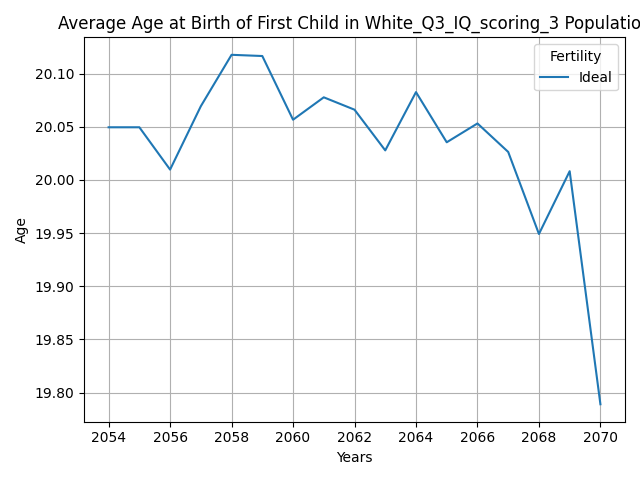 Average Age at Birth of First Child in White_Q3_IQ_scoring_3 Populatio
Fertility
Ideal
20.10
20.05
20.00
19.95
19.90
19.85
19.80
Age
2054 2056 2058 2060 2062 2064 2066 2068 2070
Years